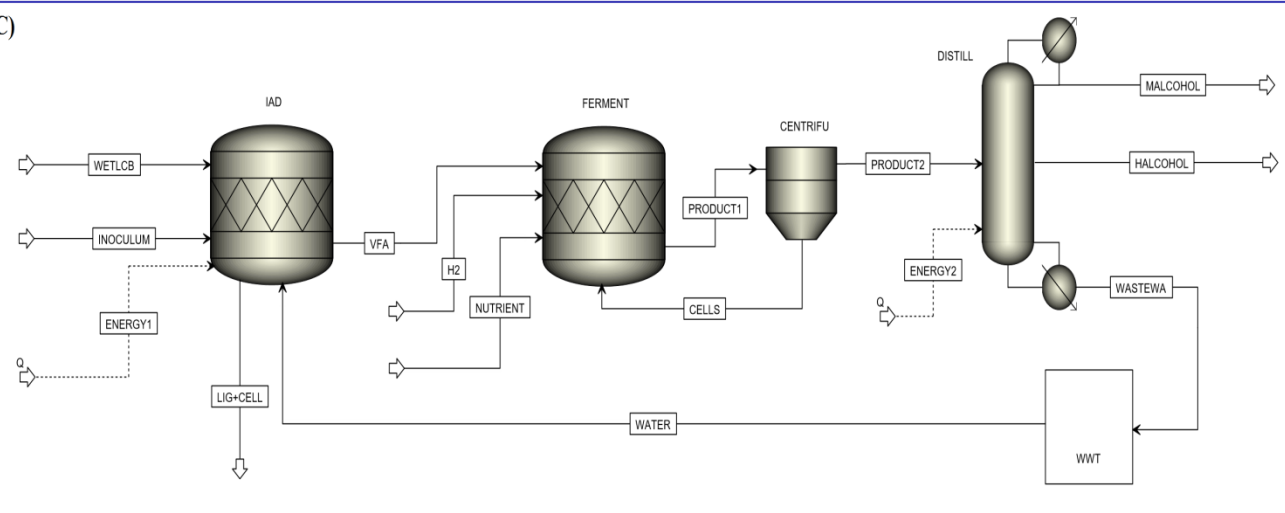 C)
DISTILL
MALCOHOL
IAD
FERMENT
CENTRIFU
WETLCB
PRODUCT2
HALCOHOL
PRODUCT1
INOCULUM
VFA
H2
ENERGY2
NUTRIENT
CELLS
WASTEWA
ENERGY1
Q
Q
LIG+CELL
WATER
WWT